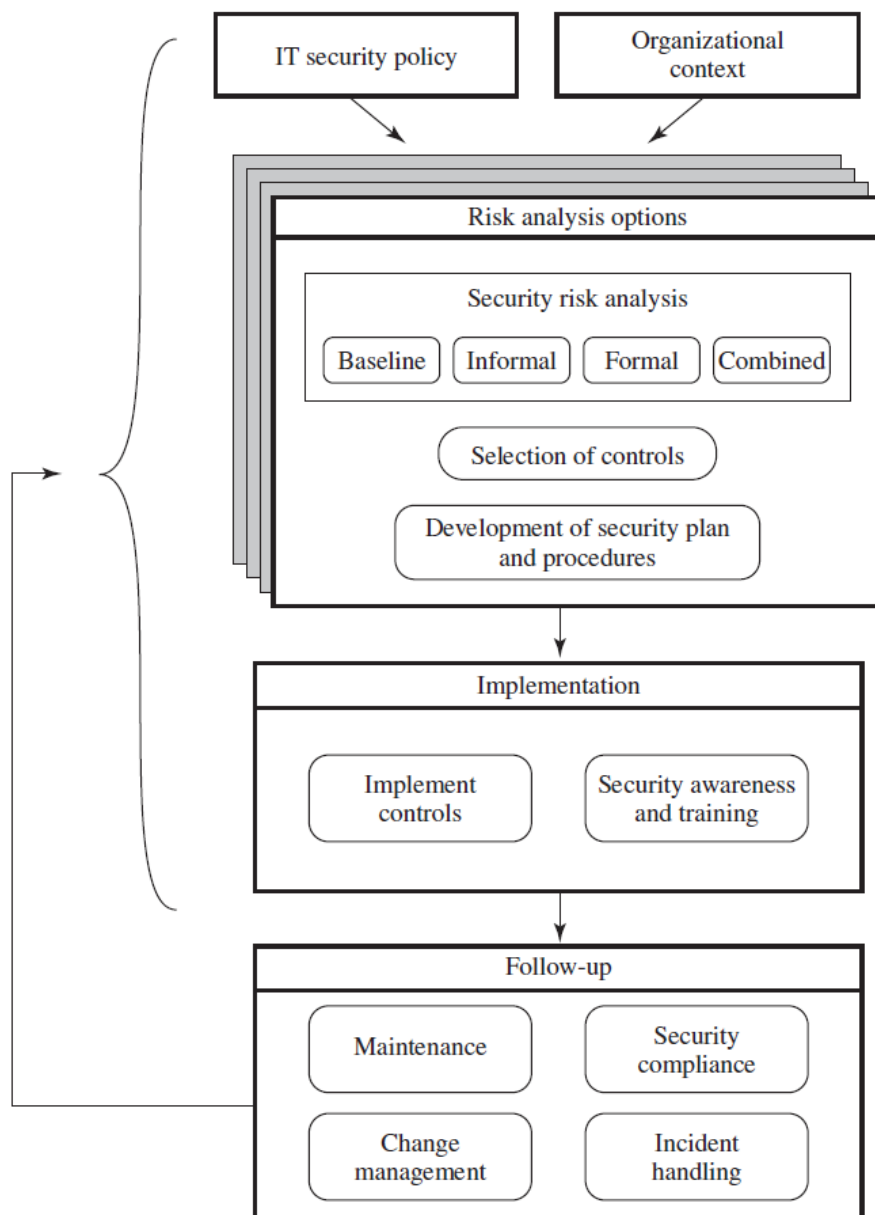 IT security policy
Organizational
context
Risk analysis options
Security risk analysis
Baseline
Informal
Formal
Combined
Selection of controls
Development of security plan
and procedures
Implementation
Implement
controls
Security awareness
and training
Follow-up
Maintenance
Security
compliance
Change
management
Incident
handling